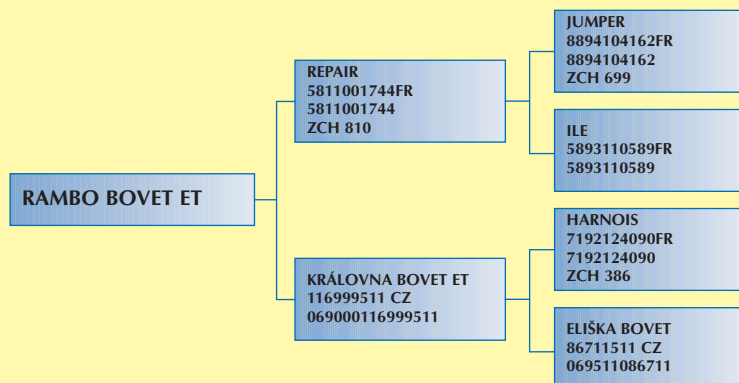 RAMBO BOVET ET
REPAIR
5811001744FR
5811001744
ZCH 810
KRÁLOVNA BOVET ET
116999511 CZ
069000116999511
JUMPER
8894104162FR
8894104162
ZCH 699
ILE
5893110589FR
5893110589
HARNOIS
7192124090FR
7192124090
ZCH 386
ELIŠKA BOVET
86711511 CZ
069511086711